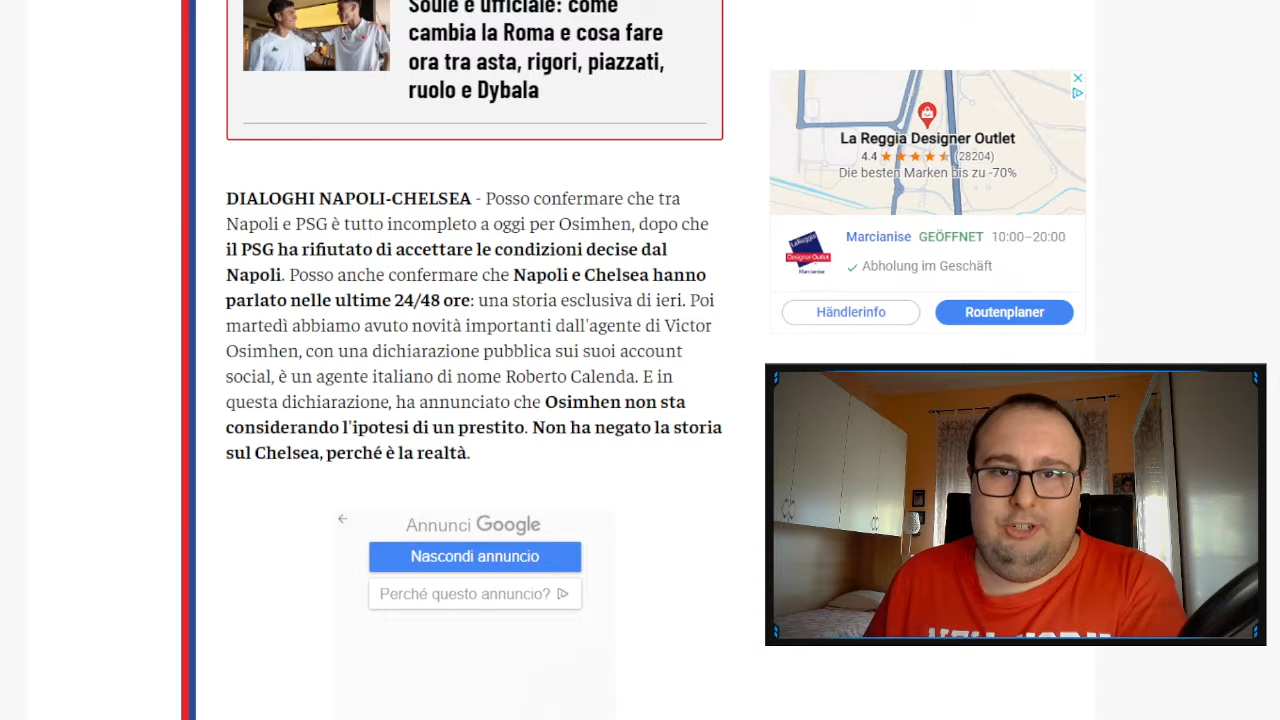 Soulé è ufficiale: come
cambia la Roma e cosa fare
ora tra asta, rigori, piazzati,
ruolo e Dybala
DIALOGHI NAPOLI-CHELSEA - Posso confermare che tra
Napoli e PSG è tutto incompleto a oggi per Osimhen, dopo che
il PSG ha rifiutato di accettare le condizioni decise dal
Napoli. Posso anche confermare che Napoli e Chelsea hanno
parlato nelle ultime 24/48 ore: una storia esclusiva di ieri. Poi
martedì abbiamo avuto novità importanti dall'agente di Victor
Osimhen, con una dichiarazione pubblica sui suoi account
social, è un agente italiano di nome Roberto Calenda. E in
questa dichiarazione, ha annunciato che Osimhen non sta
considerando l'ipotesi di un prestito. Non ha negato la storia
sul Chelsea, perché è la realtà.
Annunci Google
Nascondi annuncio
Perché questo annuncio?
La Reggia Designer Outlet
4.4 (28204)
Die besten Marken bis zu -70%
La Reggia
Designer Outlet
Marcianise
Marcianise GEÖFFNET 10:00–20:00
Abholung im Geschäft
Händlerinfo
Routenplaner